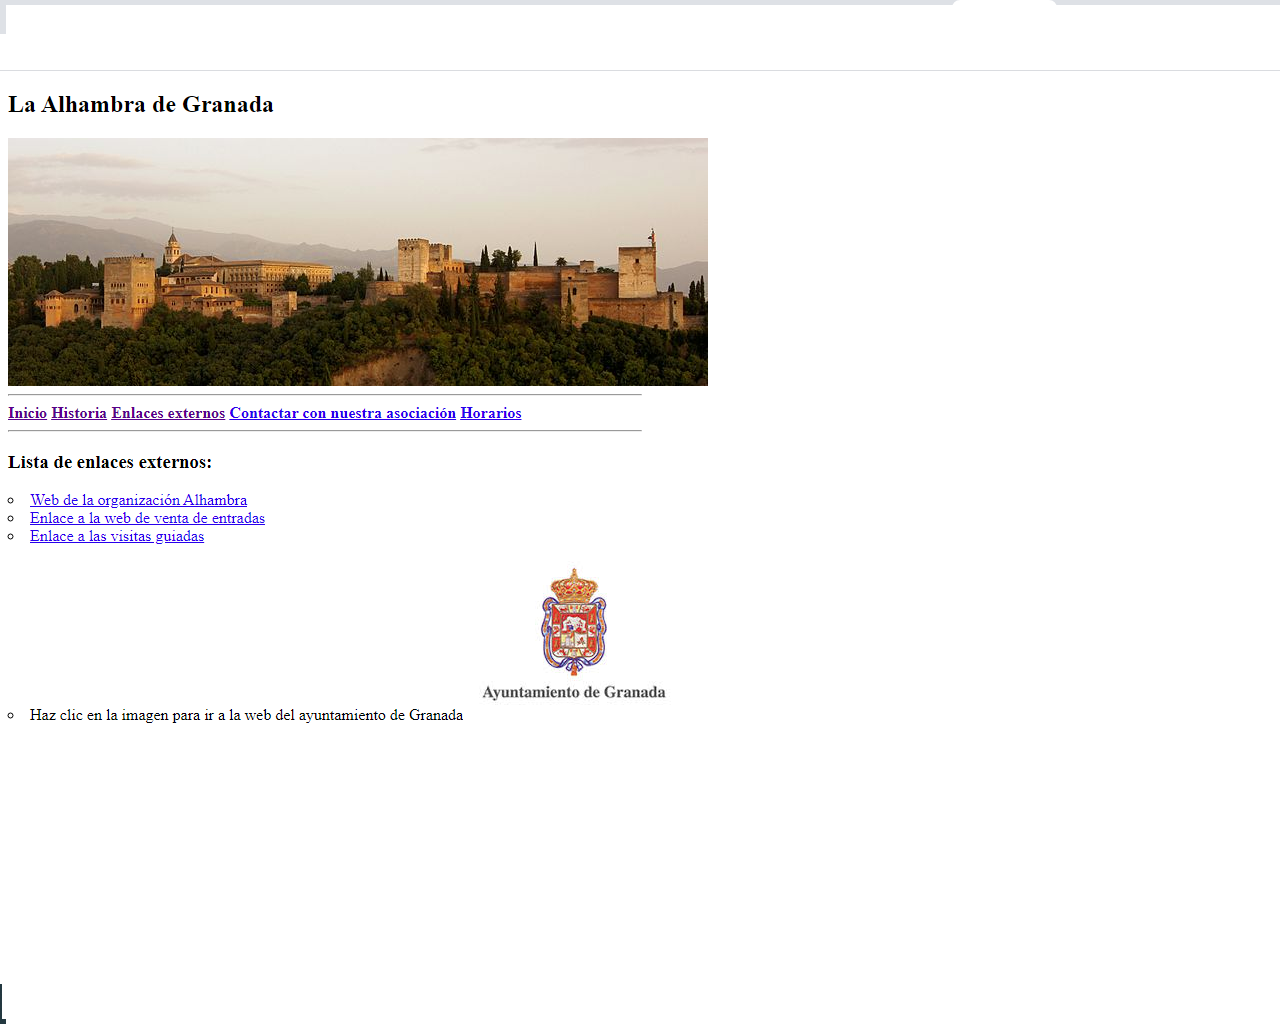 La Alhambra de Granada
Inicio Historia Enlaces externos Contactar con nuestra asociación Horarios
Lista de enlaces externos:
Web de la organización Alhambra
Enlace a la web de venta de entradas
Enlace a las visitas guiadas
Ayuntamiento de Granada
Haz clic en la imagen para ir a la web del ayuntamiento de Granada